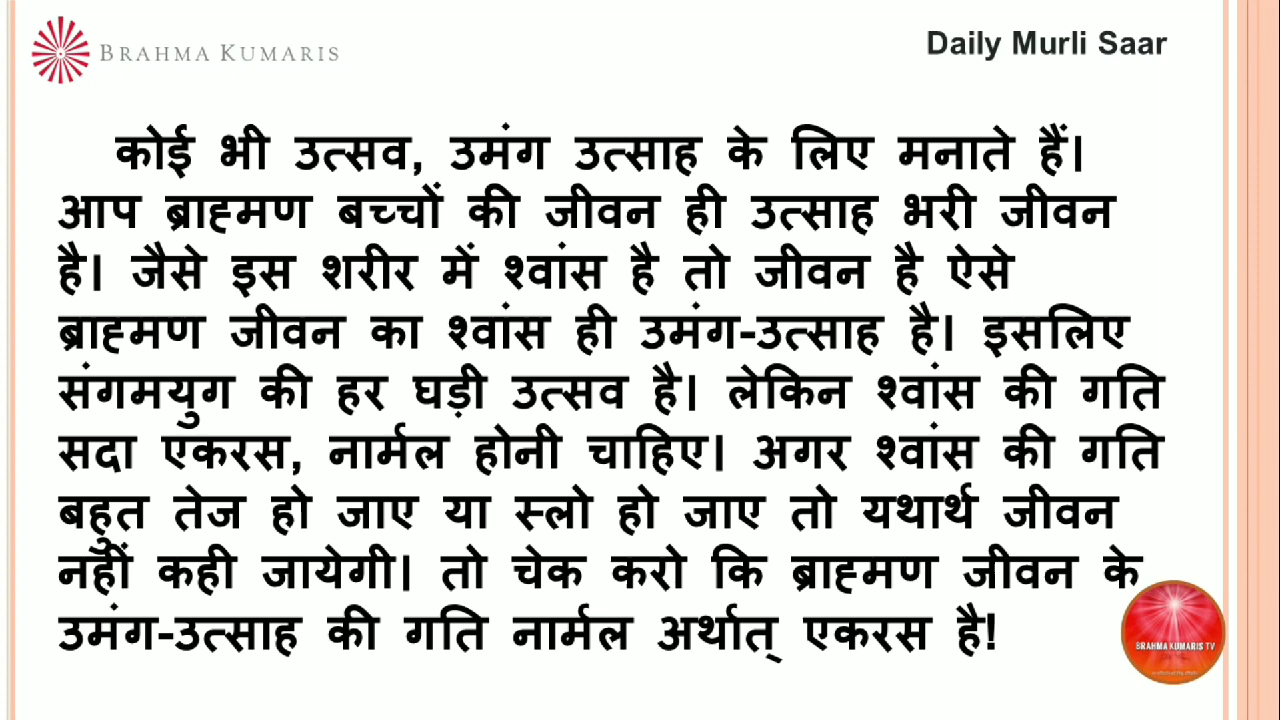 BRAHMA KUMARIS
Daily Murli Saar
कोई भी उत्सव, उमंग उत्साह के लिए मनाते हैं।
आप ब्राह्मण बच्चों की जीवन ही उत्साह भरी जीवन
है। जैसे इस शरीर में श्वांस है तो जीवन है ऐसे
ब्राह्मण जीवन का श्वांस ही उमंग-उत्साह है। इसलिए
संगमयुग की हर घड़ी उत्सव है। लेकिन श्वांस की गति
सदा एकरस, नार्मल होनी चाहिए। अगर श्वांस की गति
बहुत तेज हो जाए या स्लो हो जाए तो यथार्थ जीवन
नहीं कही जायेगी। तो चेक करो कि ब्राह्मण जीवन के
उमंग-उत्साह की गति नार्मल अर्थात् एकरस है!
BRAHMA KUMARIS TV